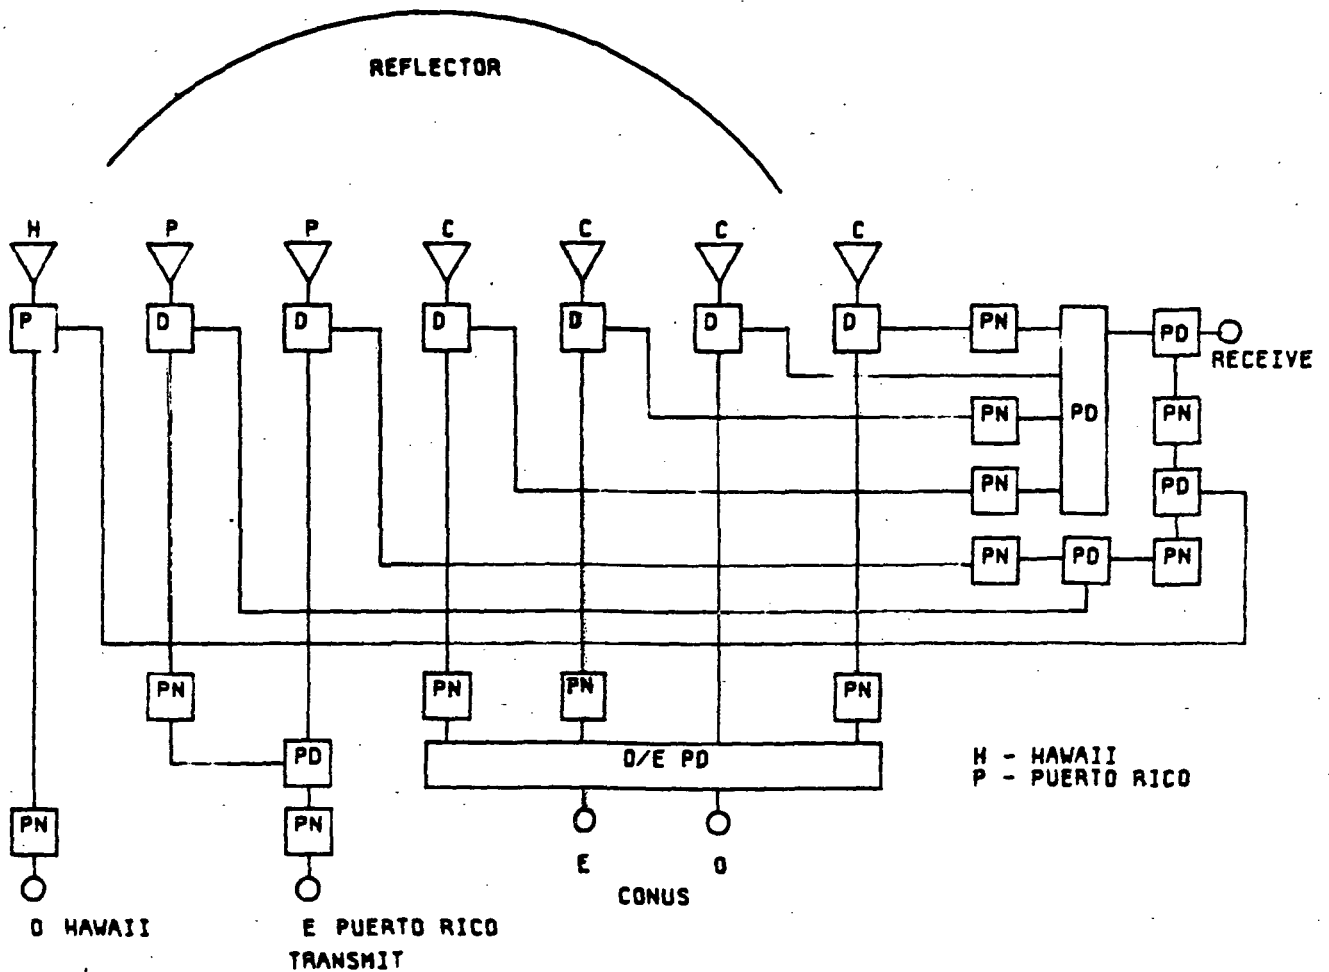 REFLECTOR
H P P C C C C
P D D D D D D PN PD
RECEIVE
PN PD PN
PN PD
PN PD PN
PN PN PN PN
PD O/E PD
H - HAWAII
P - PUERTO RICO
PN PN
E O
CONUS
O HAWAII E PUERTO RICO
TRANSMIT